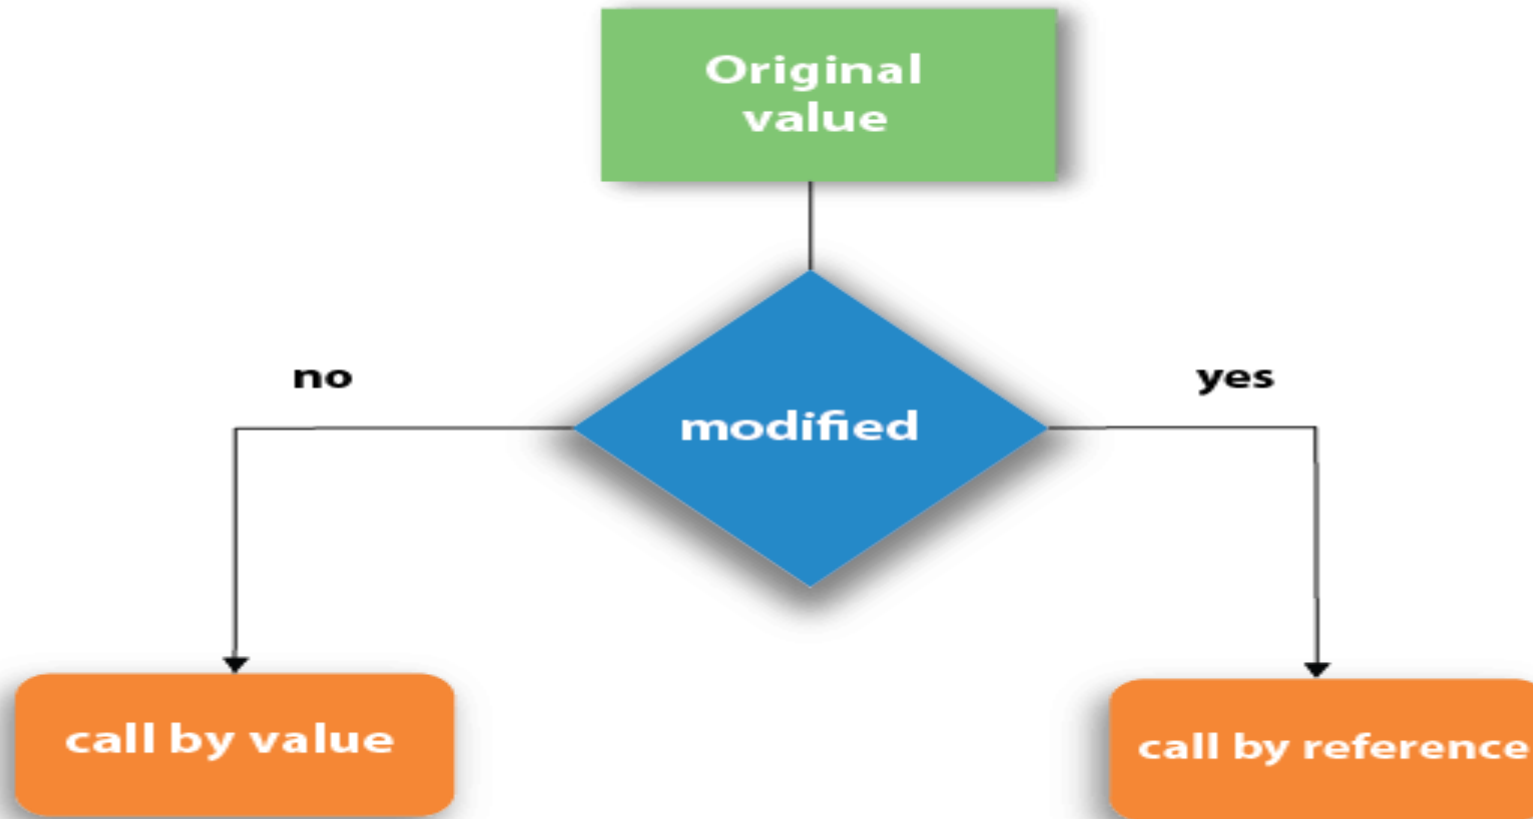 Original
value
no
yes
modified
call by value
call by reference